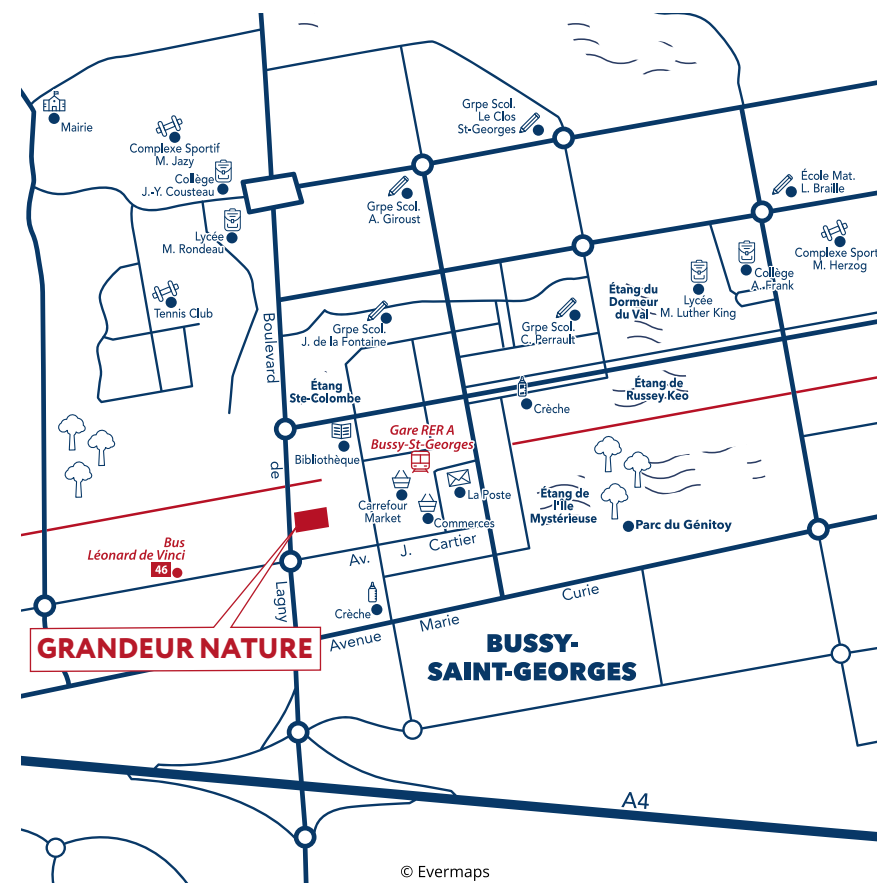 Mairie
Complexe Sportif
M. Jazy
Collège
J.-Y. Cousteau
Lycée
M. Rondeau
Tennis Club
Grpe Scol.
Le Clos
St-Georges
Grpe Scol.
A. Giroust
École Mat.
L. Braille
Complexe Sport
M. Herzog
Collège
A. Frank
Lycée
M. Luther King
Étang du
Dormeur
du Val
Grpe Scol.
J. de la Fontaine
Grpe Scol.
C. Perrault
Boulevard
de
Lagny
Étang
Ste-Colombe
Étang de
Russey Keo
Crèche
Gare RER A
Bussy-St-Georges
Bibliothèque
Carrefour
Market
La Poste
Commerces
Étang de
l'Île
Mystérieuse
Parc du Génitoy
Bus
Léonard de Vinci
46
Av. J. Cartier
Crèche
Avenue Marie Curie
GRANDEUR NATURE
BUSSY-
SAINT-GEORGES
A4
© Evermaps